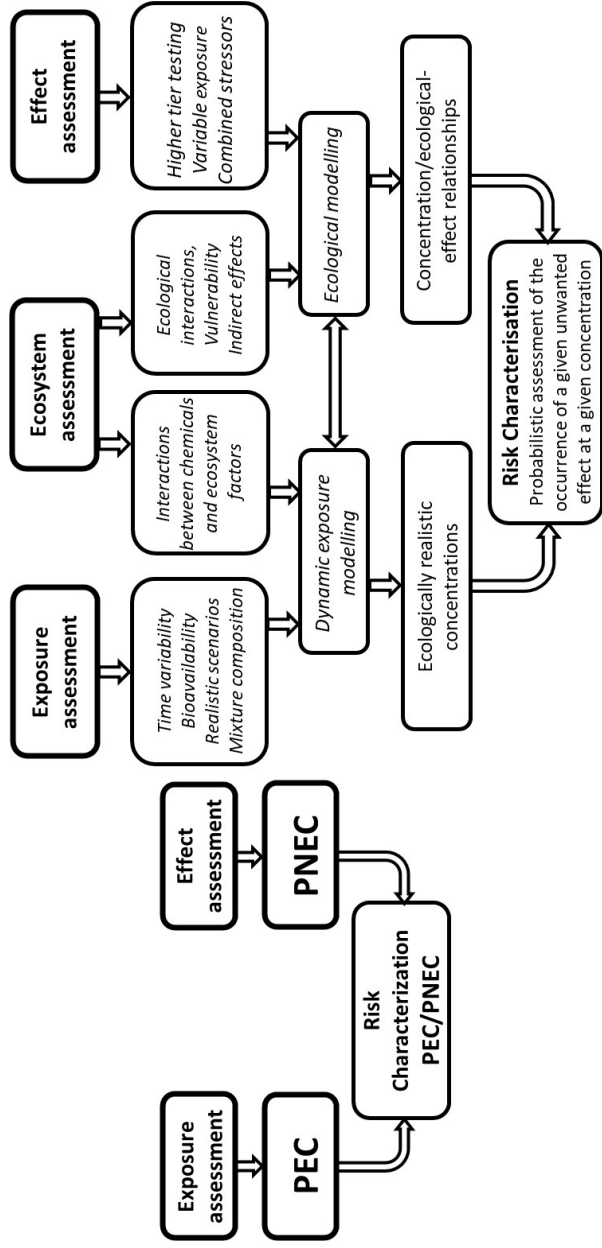 Exposure
assessment
Effect
assessment
PEC
PNEC
Risk
Characterization
PEC/PNEC
Exposure
assessment
Ecosystem
assessment
Effect
assessment
Time variability
Bioavailability
Realistic scenarios
Mixture composition
Interactions
between chemicals
and ecosystem
factors
Ecological
interactions,
Vulnerability
Indirect effects
Higher tier testing
Variable exposure
Combined stressors
Dynamic exposure
modelling
Ecological modelling
Ecologically realistic
concentrations
Concentration/ecological-
effect relationships
Risk Characterisation
Probabilistic assessment of the
occurrence of a given unwanted
effect at a given concentration